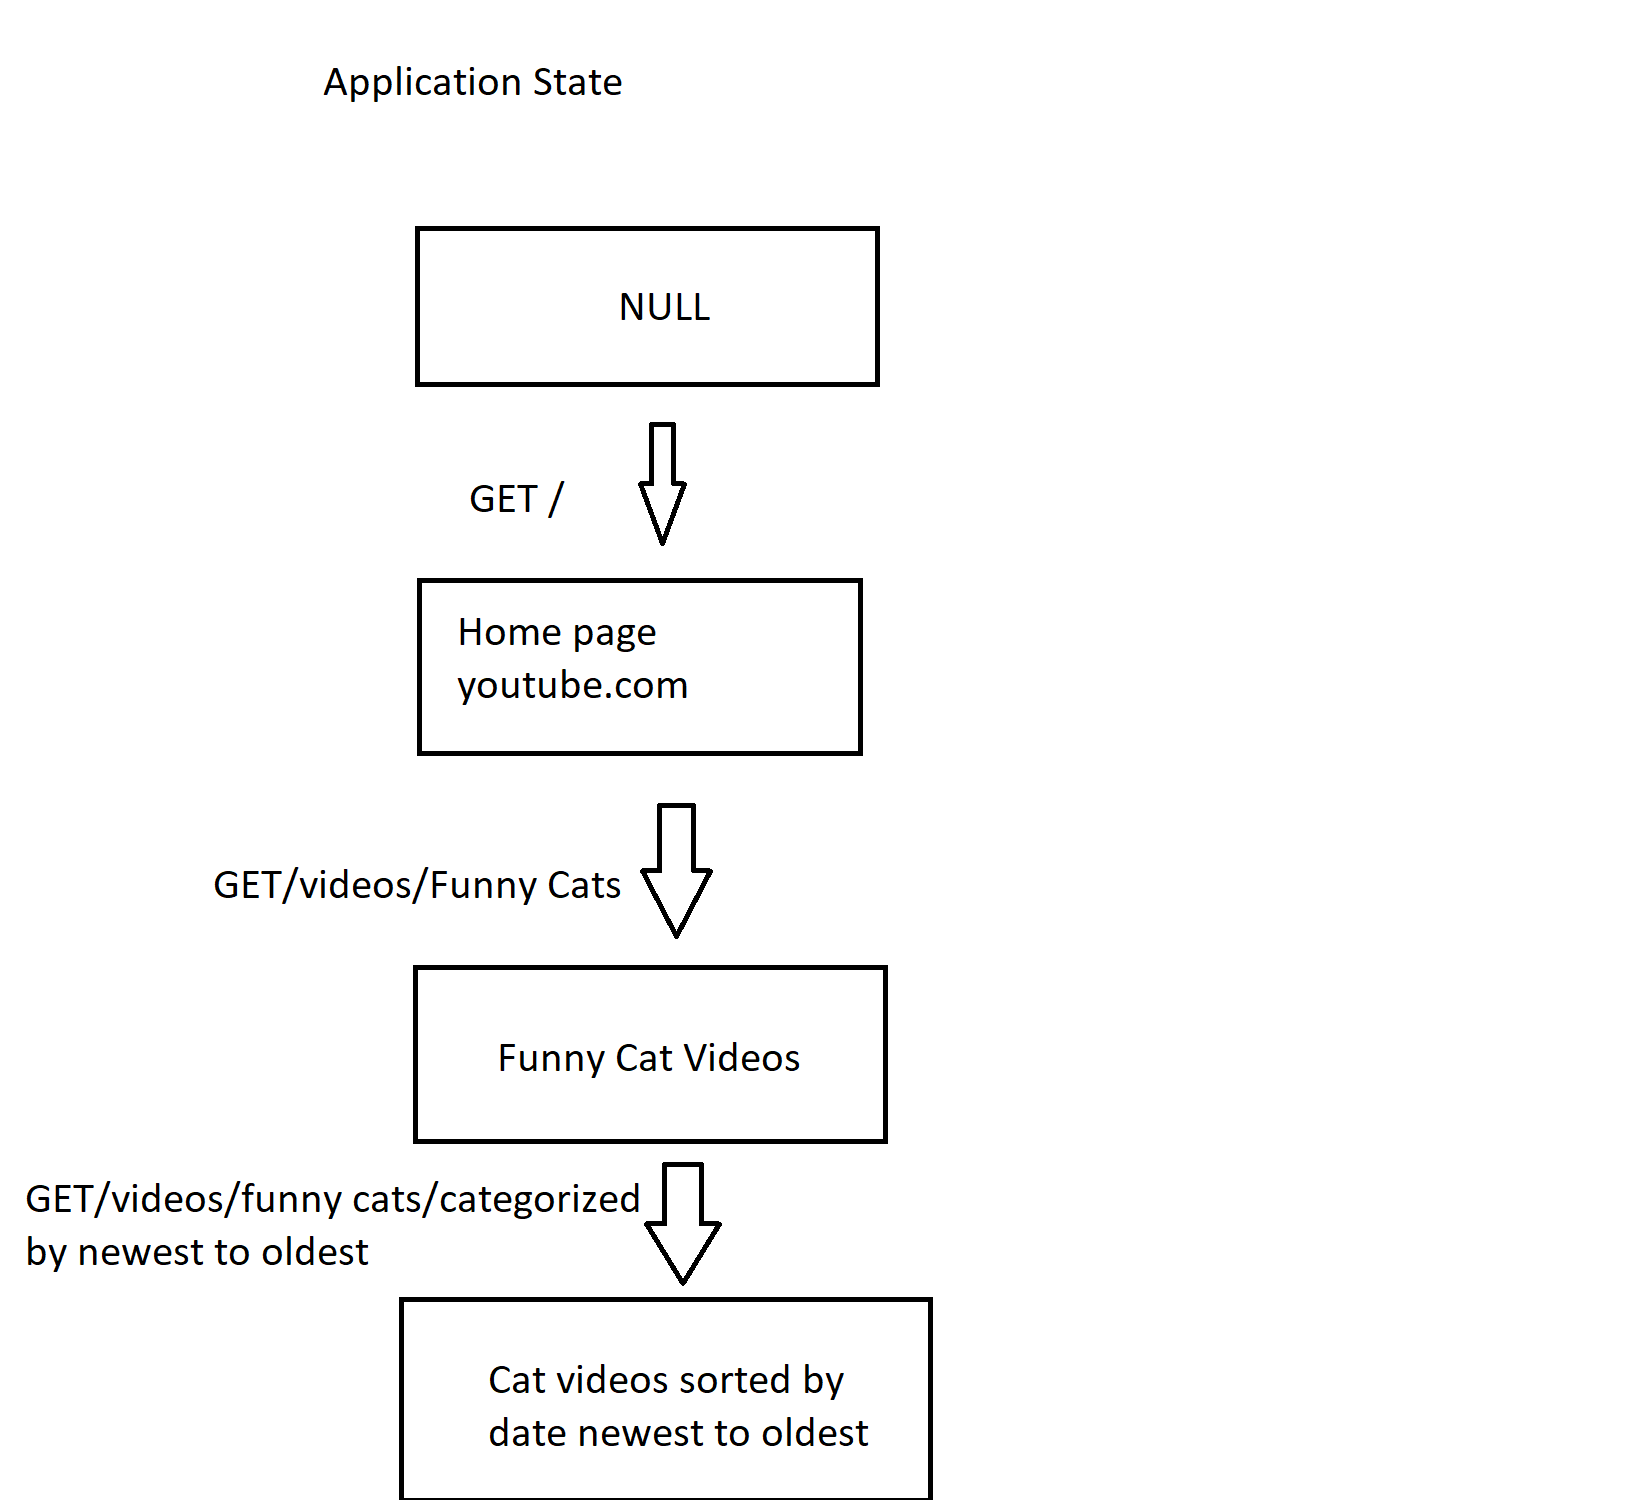 Application State
NULL
GET /
Home page
youtube.com
GET/videos/Funny Cats
Funny Cat Videos
GET/videos/funny cats/categorized
by newest to oldest
Cat videos sorted by
date newest to oldest